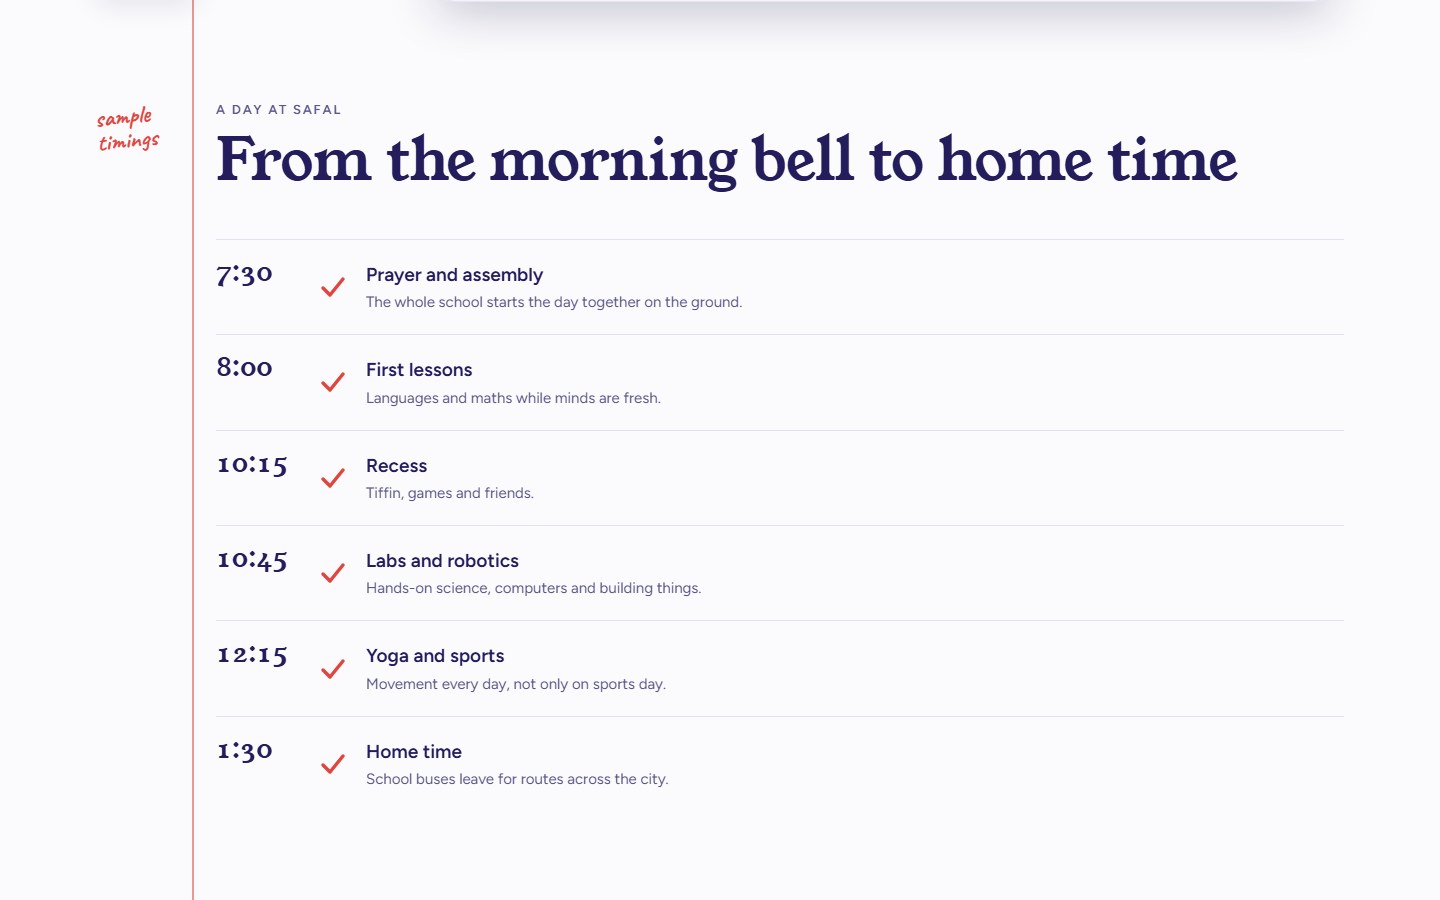 sample
timings
A DAY AT SAFAL
From the morning bell to home time
7:30
Prayer and assembly
The whole school starts the day together on the ground.
8:00
First lessons
Languages and maths while minds are fresh.
10:15
Recess
Tiffin, games and friends.
10:45
Labs and robotics
Hands-on science, computers and building things.
12:15
Yoga and sports
Movement every day, not only on sports day.
1:30
Home time
School buses leave for routes across the city.